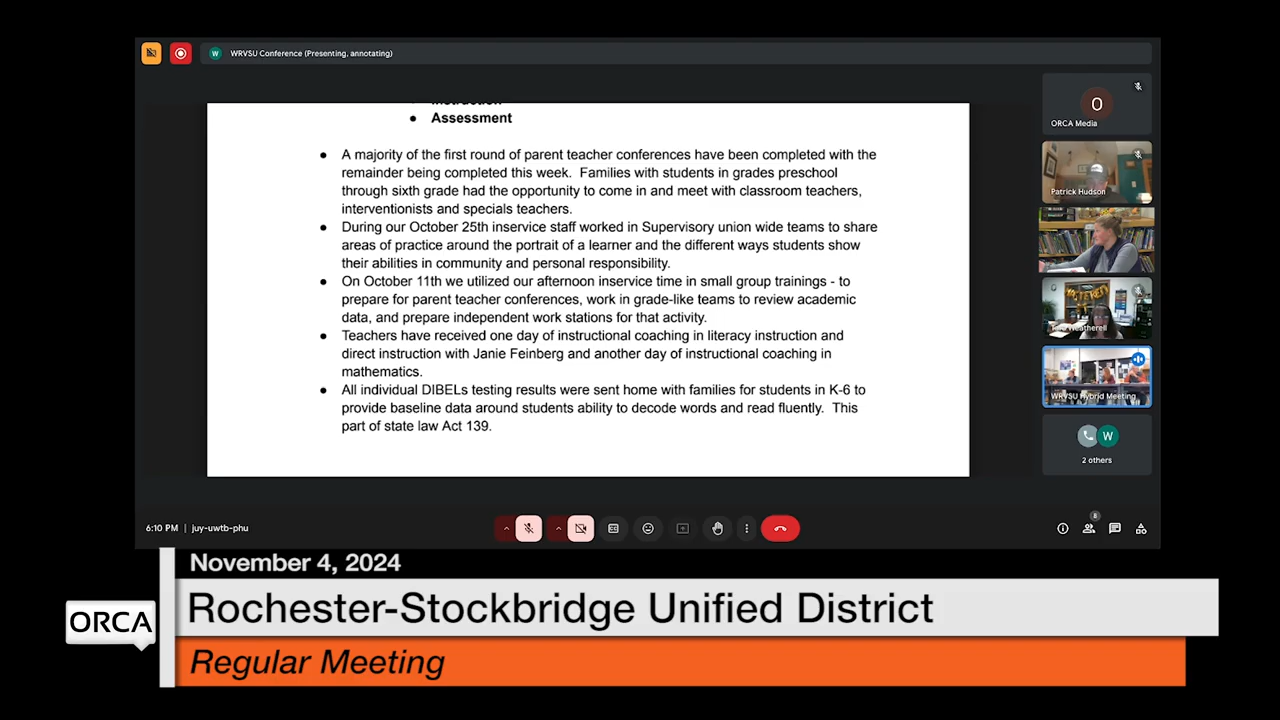 WRVSU Conference (Presenting, annotating)
● Assessment
● A majority of the first round of parent teacher conferences have been completed with the
remainder being completed this week. Families with students in grades preschool
through sixth grade had the opportunity to come in and meet with classroom teachers,
interventionists and specials teachers.
● During our October 25th inservice staff worked in Supervisory union wide teams to share
areas of practice around the portrait of a learner and the different ways students show
their abilities in community and personal responsibility.
● On October 11th we utilized our afternoon inservice time in small group trainings - to
prepare for parent teacher conferences, work in grade-like teams to review academic
data, and prepare independent work stations for that activity.
● Teachers have received one day of instructional coaching in literacy instruction and
direct instruction with Janie Feinberg and another day of instructional coaching in
mathematics.
● All individual DIBELs testing results were sent home with families for students in K-6 to
provide baseline data around students ability to decode words and read fluently. This
part of state law Act 139.
O
ORCA Media
Patrick Hudson
Weatherell
WRVSU Hybrid Meeting
W
2 others
6:10 PM | juy-uwtb-phu
8
November 4, 2024
Rochester-Stockbridge Unified District
ORCA
Regular Meeting